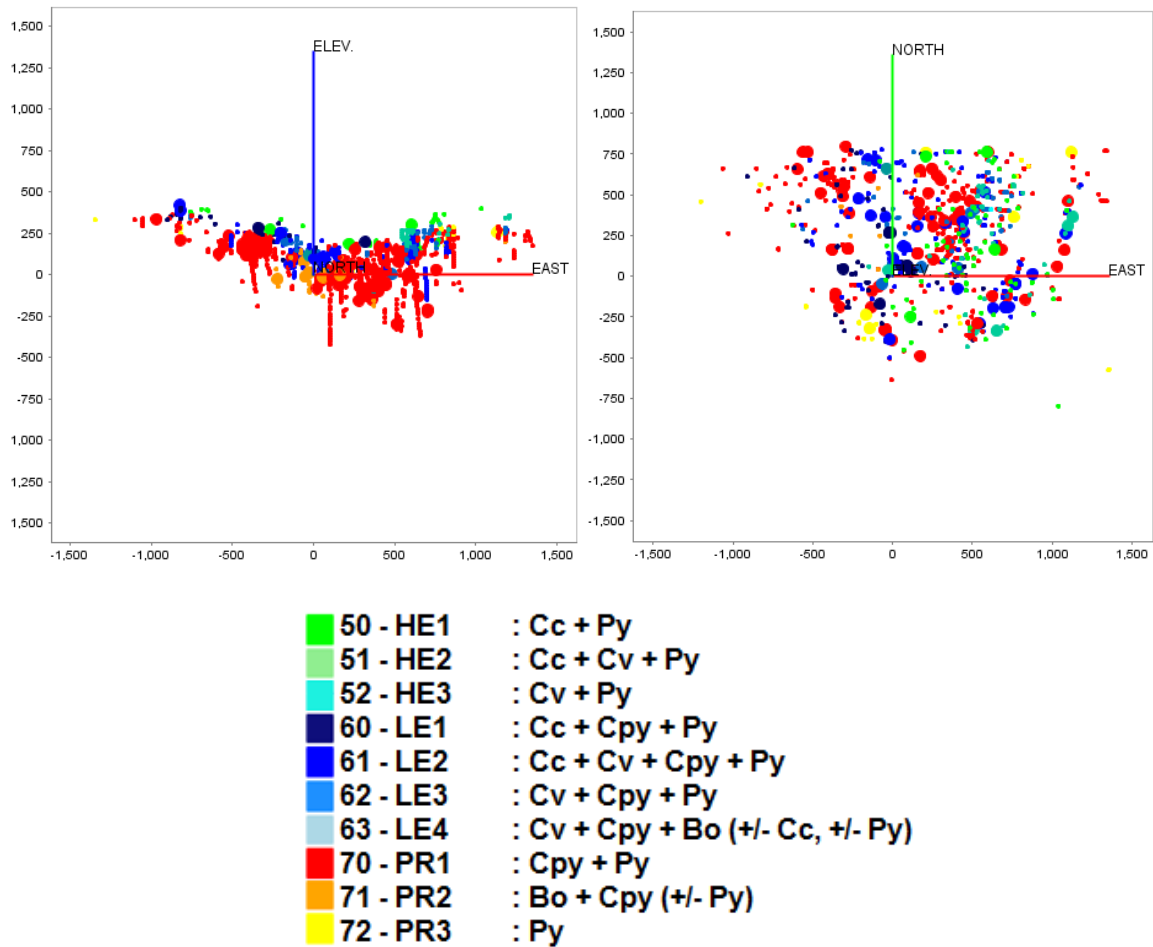 1,500
1,250
1,000
750
500
250
0
-250
-500
-750
-1,000
-1,250
-1,500
ELEV.
NORTH
EAST
-1,500
-1,000
-500
0
500
1,000
1,500
1,500
1,250
1,000
750
500
250
0
-250
-500
-750
-1,000
-1,250
-1,500
NORTH
EAST
-1,500
-1,000
-500
0
500
1,000
1,500
50 - HE1 : Cc + Py
51 - HE2 : Cc + Cv + Py
52 - HE3 : Cv + Py
60 - LE1 : Cc + Cpy + Py
61 - LE2 : Cc + Cv + Cpy + Py
62 - LE3 : Cv + Cpy + Py
63 - LE4 : Cv + Cpy + Bo (+/- Cc, +/- Py)
70 - PR1 : Cpy + Py
71 - PR2 : Bo + Cpy (+/- Py)
72 - PR3 : Py